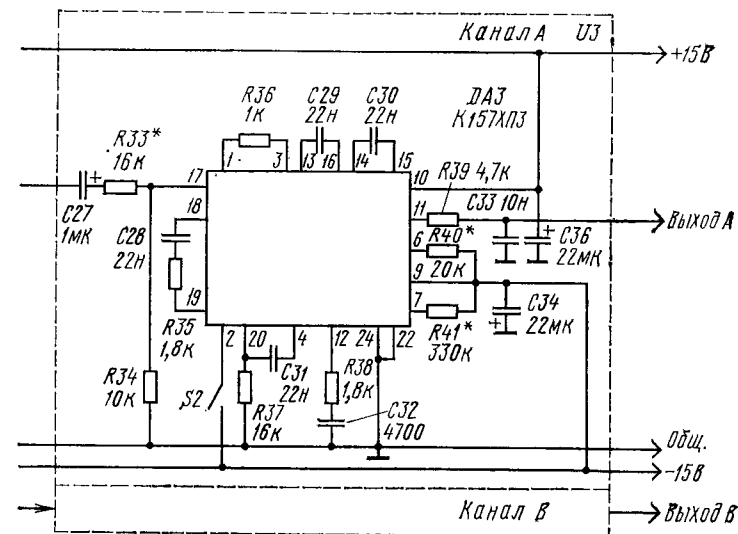 Канал А U3
+15В
R36
1к
C29
22н
C30
22н
DA3
К157ХП3
R33*
16к
1
3
13
16
14
15
17
10
R39 4,7к
+
C27
1мк
18
11
C33 10н
Выход А
C28
22н
6
R40*
20к
+
C36
22мк
9
19
7
C34
22мк
+
R35
1,8к
R41*
330к
2
20
4
12
24
22
C31
22н
R38
1,8к
R34
10к
S2
R37
16к
C32
4700
Общ.
-15В
Канал В
Выход В